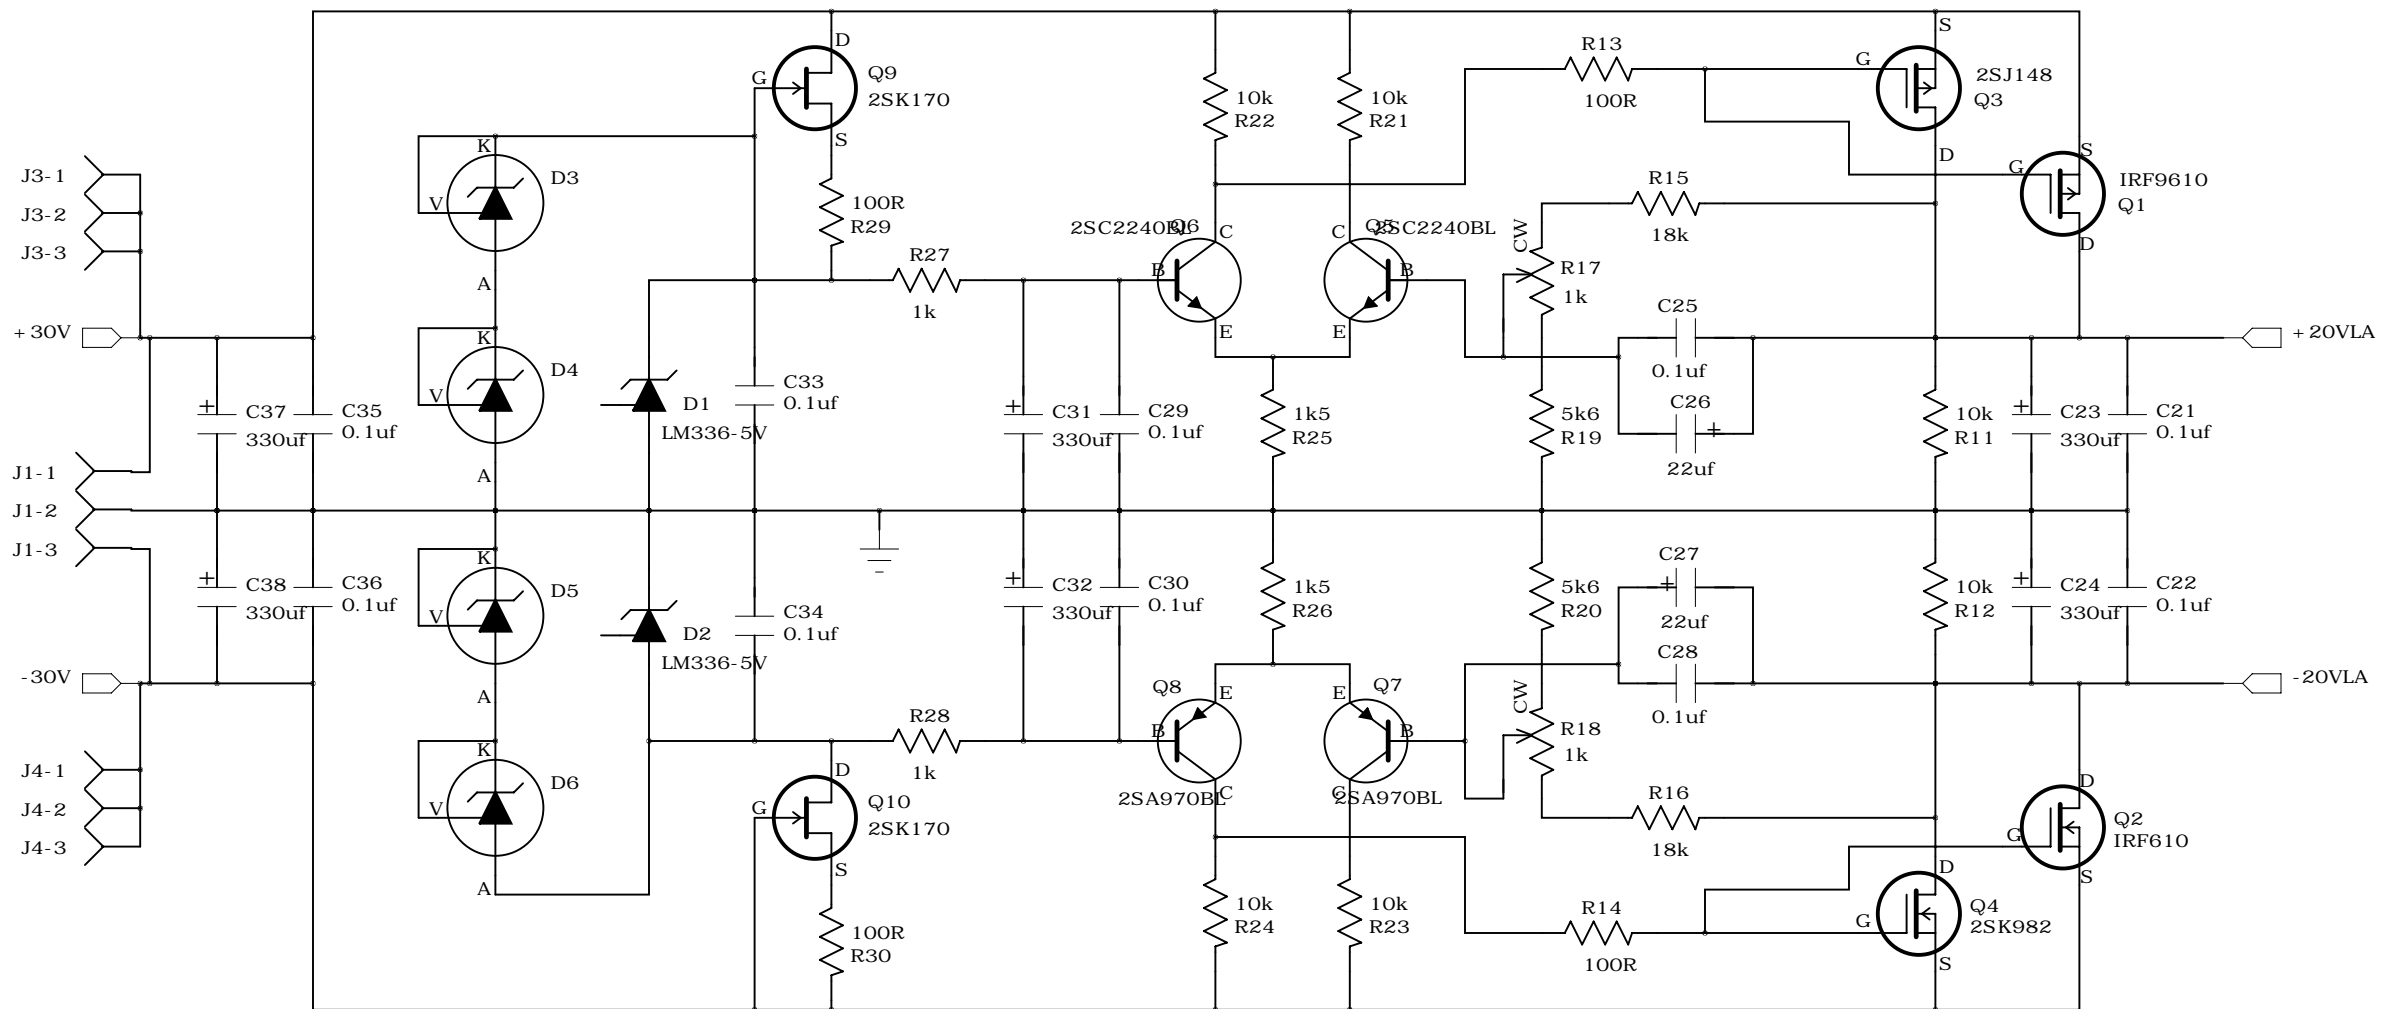 J3-1
J3-2
J3-3
+30V
J1-1
J1-2
J1-3
-30V
J4-1
J4-2
J4-3
C37
330uf
C35
0.1uf
C38
330uf
C36
0.1uf
K
V
D3
A
K
V
D4
A
K
V
D5
A
K
V
D6
A
D
G
Q9
2SK170
S
100R
R29
R27
1k
D1
LM336-5V
C33
0.1uf
D2
LM336-5V
C34
0.1uf
R28
1k
D
G
Q10
2SK170
S
100R
R30
C31
330uf
C29
0.1uf
C32
330uf
C30
0.1uf
10k
R22
10k
R21
2SC2240BL
Q6
C
B
E
Q5
2SC2240BL
C
B
E
1k5
R25
1k5
R26
Q8
E
B
C
2SA970BL
Q7
E
B
C
2SA970BL
10k
R24
10k
R23
R13
100R
R15
18k
CW
R17
1k
C25
0.1uf
C26
22uf
5k6
R19
5k6
R20
C27
22uf
C28
0.1uf
CW
R18
1k
R16
18k
R14
100R
S
G
2SJ148
Q3
D
S
G
IRF9610
Q1
D
+20VLA
10k
R11
C23
330uf
C21
0.1uf
10k
R12
C24
330uf
C22
0.1uf
-20VLA
D
G
Q2
IRF610
S
D
G
Q4
2SK982
S